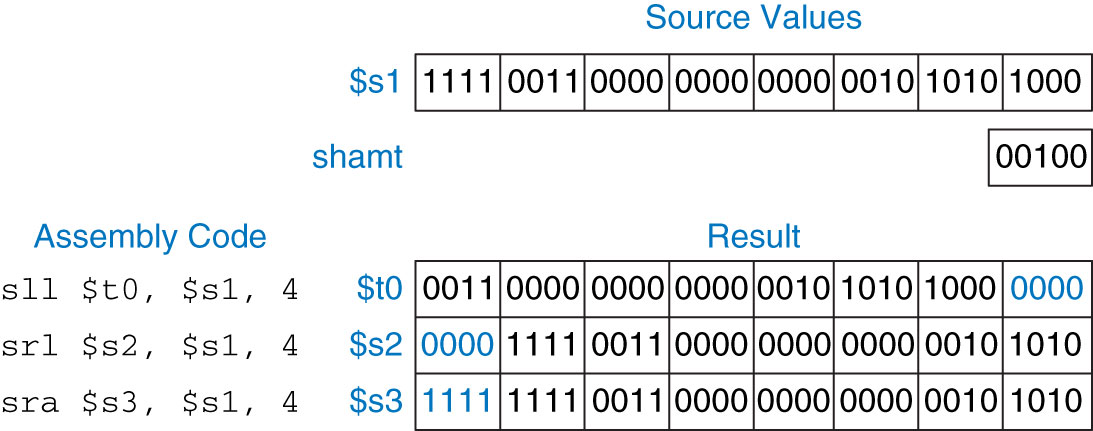 Source Values
$s1 1111 0011 0000 0000 0000 0010 1010 1000
shamt 00100
Assembly Code Result
sll $t0, $s1, 4 $t0 0011 0000 0000 0000 0010 1010 1000 0000
srl $s2, $s1, 4 $s2 0000 1111 0011 0000 0000 0000 0010 1010
sra $s3, $s1, 4 $s3 1111 1111 0011 0000 0000 0000 0010 1010